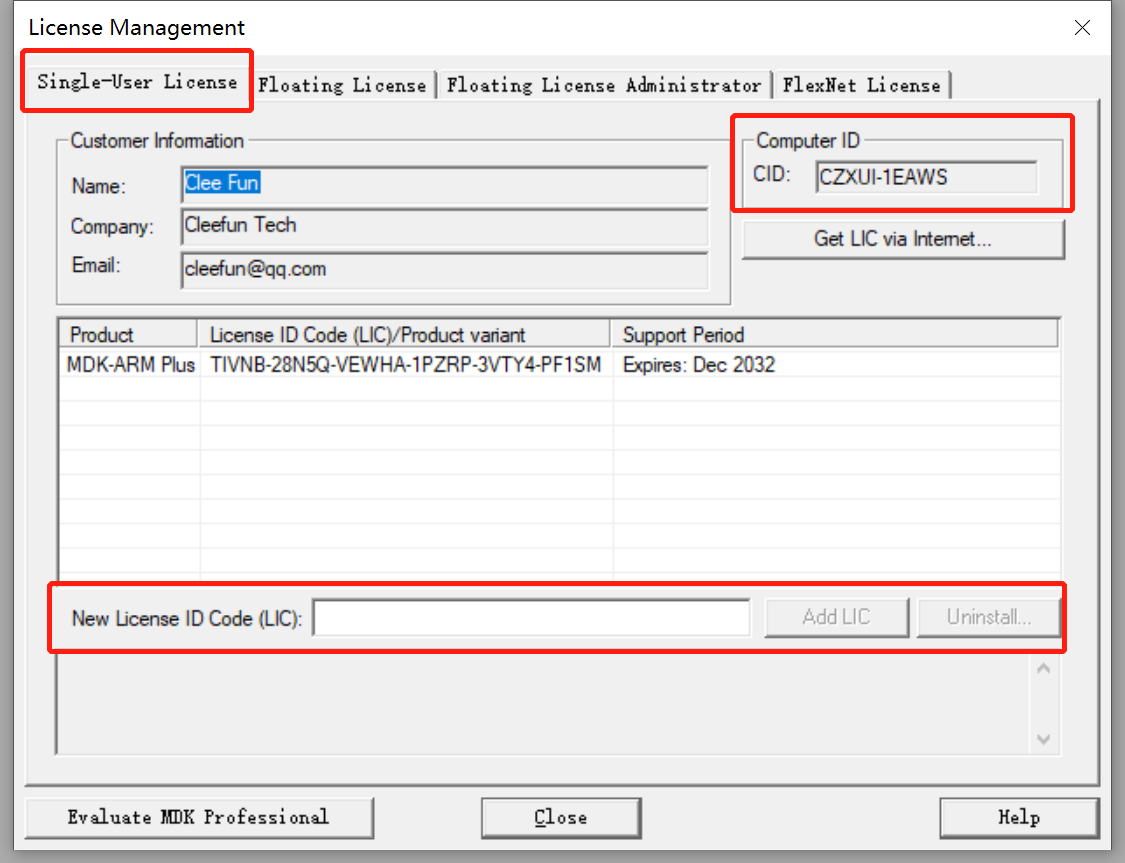 License Management
Single-User License Floating License Floating License Administrator FlexNet License
Customer Information
Name: Clee Fun
Company: Cleefun Tech
Email: cleefun@qq.com
Computer ID
CID: CZXUI-1EAWS
Get LIC via Internet...
Product License ID Code (LIC)/Product variant Support Period
MDK-ARM Plus TIVNB-28N5Q-VEWHA-1PZRP-3VTY4-PF1SM Expires: Dec 2032
New License ID Code (LIC): Add LIC Uninstall...
Evaluate MDK Professional Close Help